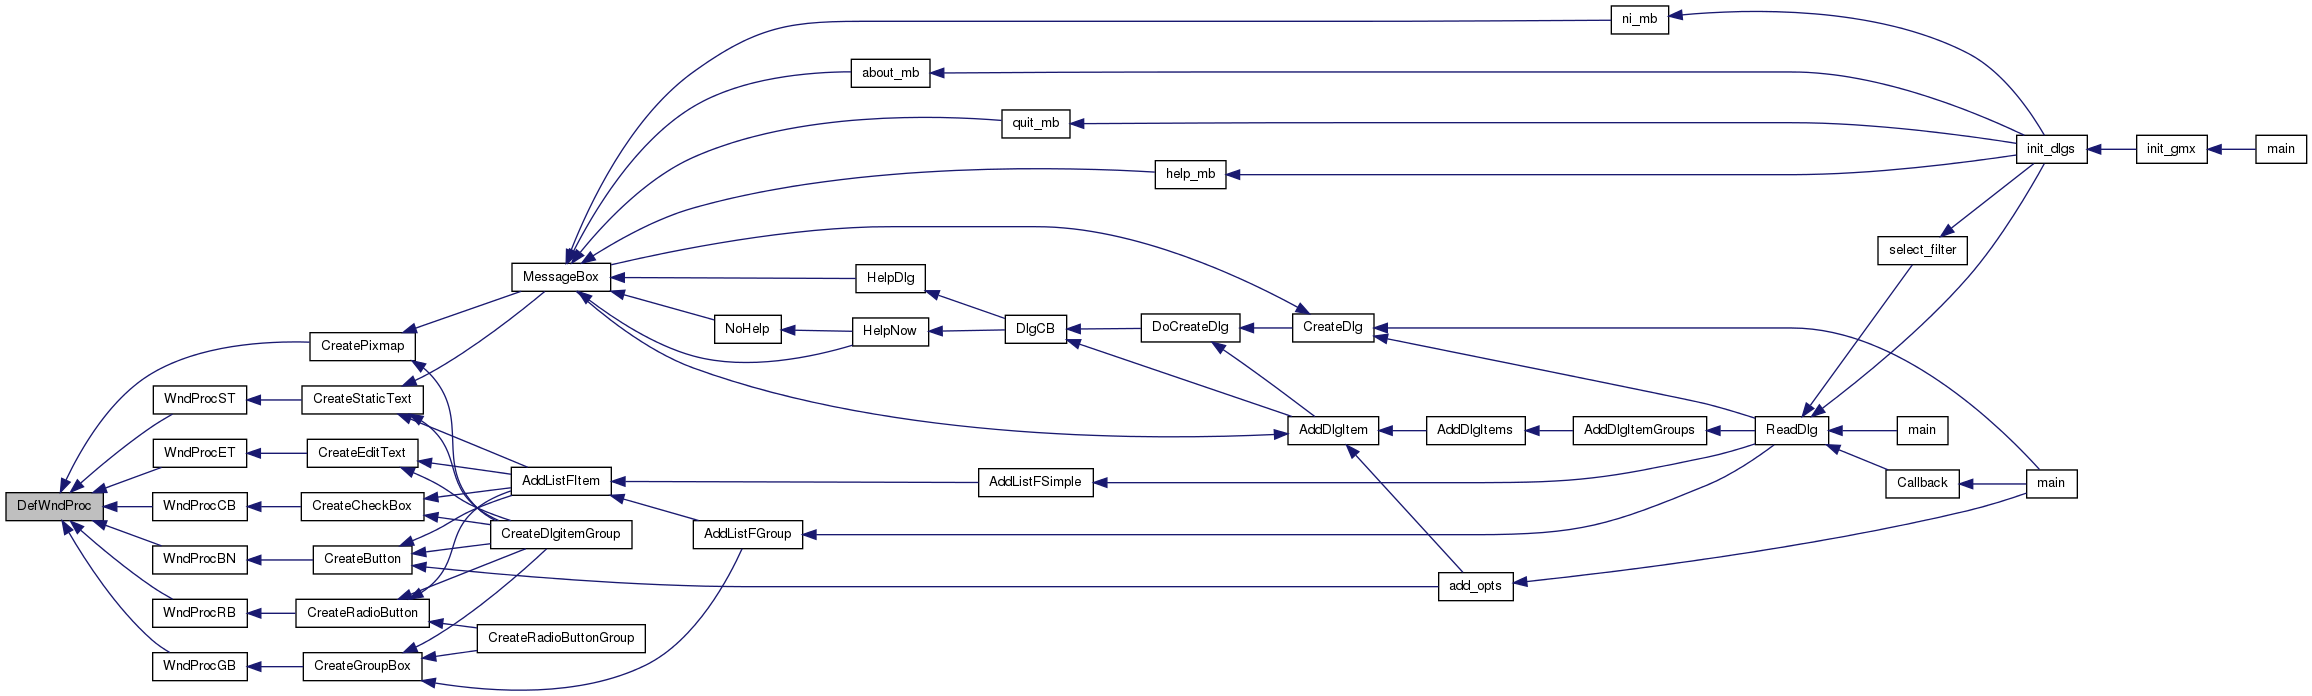 ni_mb
about_mb
quit_mb
init_dlgs
init_gmx
main
help_mb
select_filter
MessageBox
HelpDlg
NoHelp
HelpNow
DlgCB
DoCreateDlg
CreateDlg
CreatePixmap
WndProcST
CreateStaticText
AddDlgItem
AddDlgItems
AddDlgItemGroups
ReadDlg
main
WndProcET
CreateEditText
AddListFItem
AddListFSimple
Callback
main
DefWndProc
WndProcCB
CreateCheckBox
CreateDlgitemGroup
AddListFGroup
WndProcBN
CreateButton
add_opts
WndProcRB
CreateRadioButton
CreateRadioButtonGroup
WndProcGB
CreateGroupBox